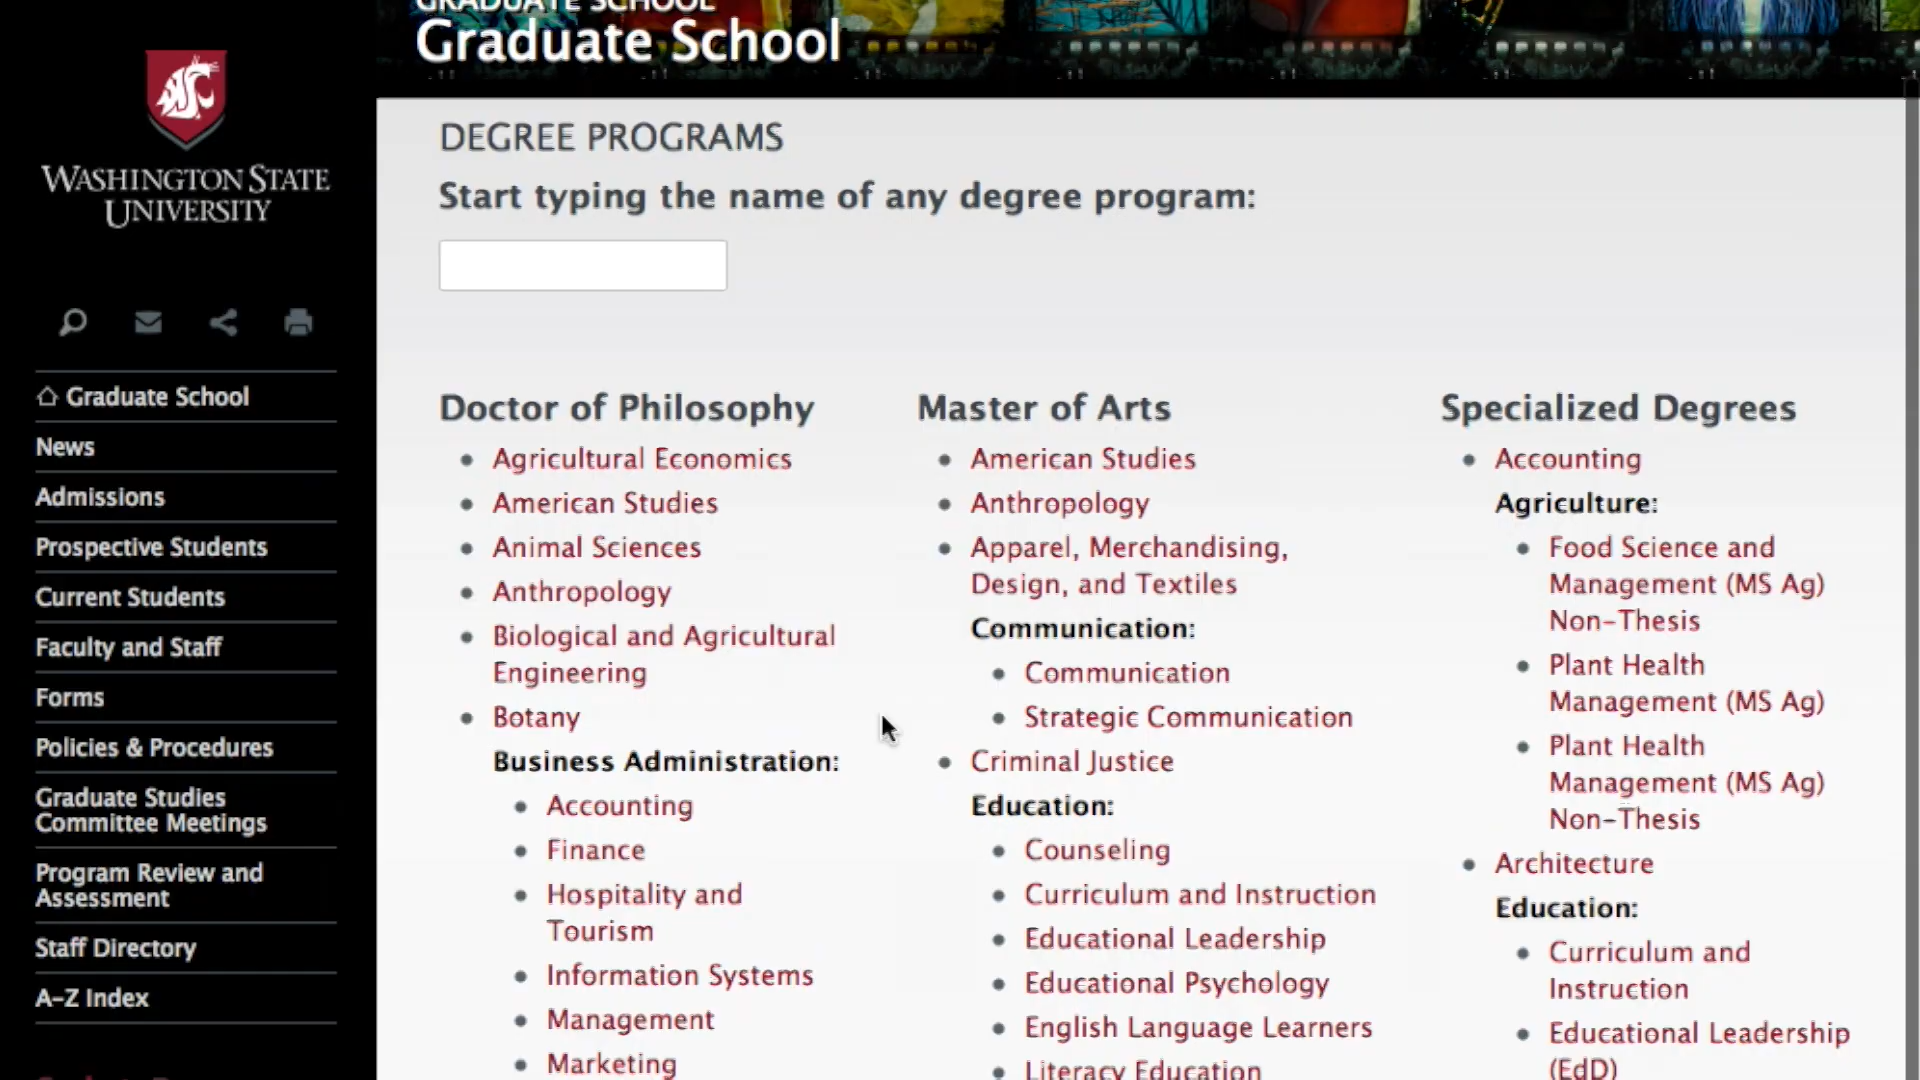 GRADUATE SCHOOL
Graduate School
WASHINGTON STATE
UNIVERSITY
Graduate School
News
Admissions
Prospective Students
Current Students
Faculty and Staff
Forms
Policies & Procedures
Graduate Studies
Committee Meetings
Program Review and
Assessment
Staff Directory
A-Z Index
DEGREE PROGRAMS
Start typing the name of any degree program:
Doctor of Philosophy
Agricultural Economics
American Studies
Animal Sciences
Anthropology
Biological and Agricultural
Engineering
Botany
Business Administration:
Accounting
Finance
Hospitality and
Tourism
Information Systems
Management
Marketing
Master of Arts
American Studies
Anthropology
Apparel, Merchandising,
Design, and Textiles
Communication:
Communication
Strategic Communication
Criminal Justice
Education:
Counseling
Curriculum and Instruction
Educational Leadership
Educational Psychology
English Language Learners
Literacy Education
Specialized Degrees
Accounting
Agriculture:
Food Science and
Management (MS Ag)
Non-Thesis
Plant Health
Management (MS Ag)
Plant Health
Management (MS Ag)
Non-Thesis
Architecture
Education:
Curriculum and
Instruction
Educational Leadership
(EdD)